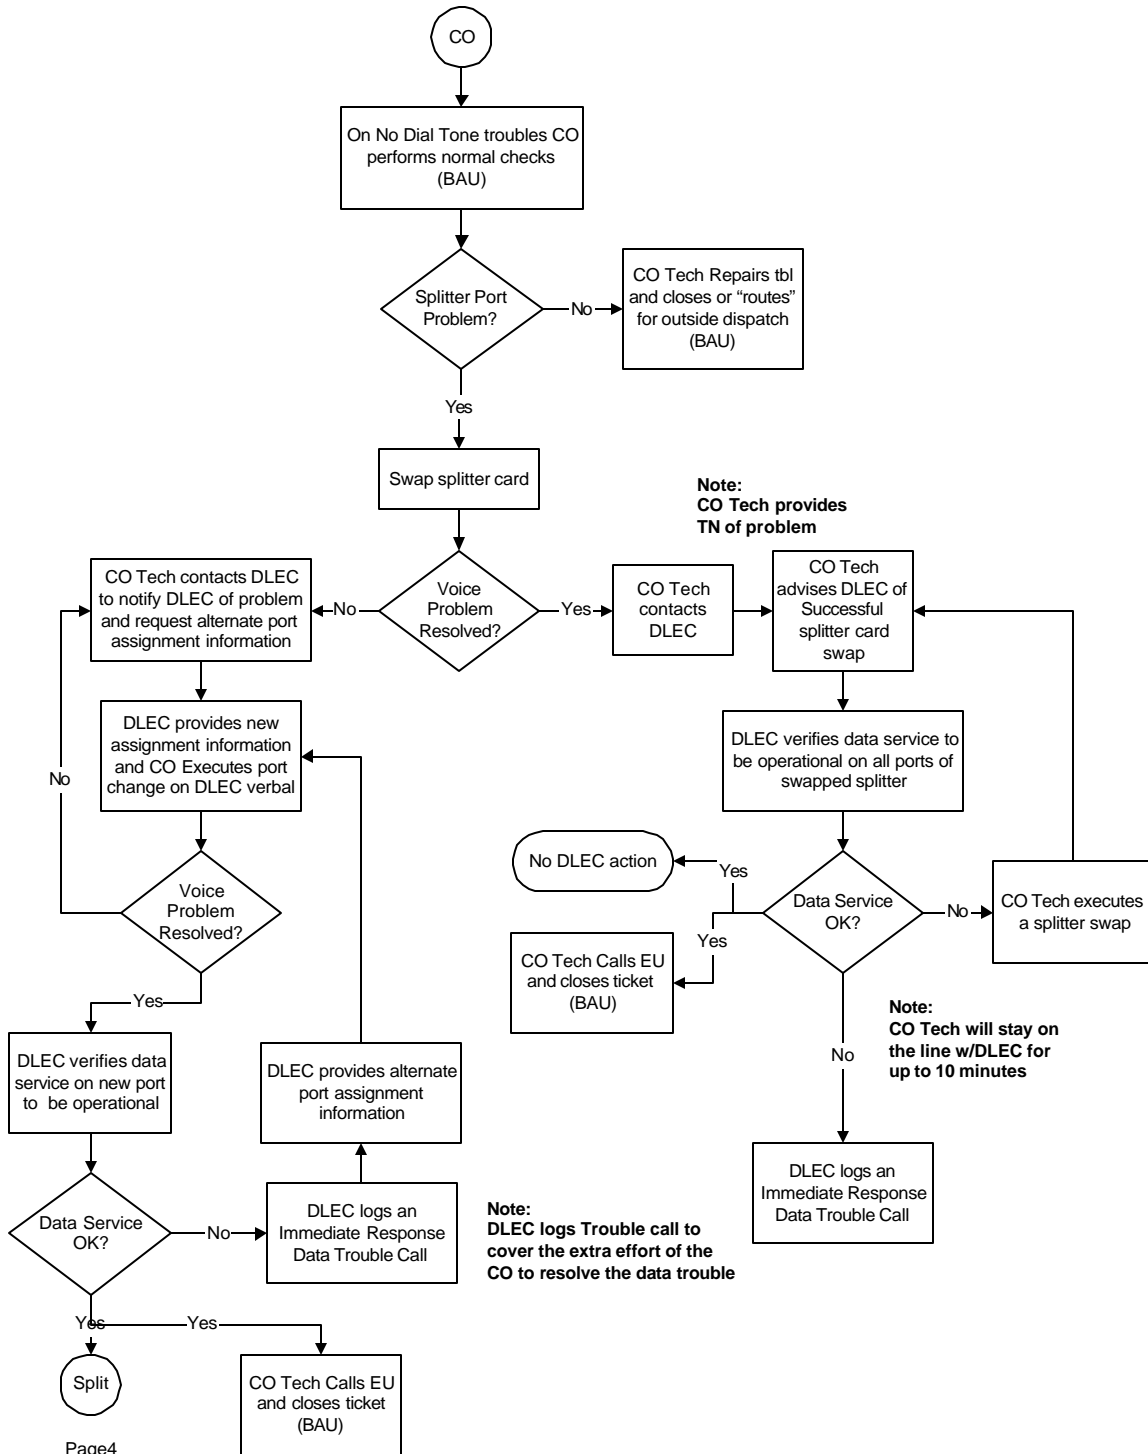 CO
On No Dial Tone troubles CO
performs normal checks
(BAU)
Splitter Port
Problem?
No
CO Tech Repairs tbl
and closes or “routes”
for outside dispatch
(BAU)
Yes
Swap splitter card
Note:
CO Tech provides
TN of problem
CO Tech contacts DLEC
to notify DLEC of problem
and request alternate port
assignment information
No
Voice
Problem
Resolved?
Yes
CO Tech
contacts
DLEC
CO Tech
advises DLEC of
Successful
splitter card
swap
DLEC provides new
assignment information
and CO Executes port
change on DLEC verbal
No
DLEC verifies data service to
be operational on all ports of
swapped splitter
No DLEC action
Yes
Voice
Problem
Resolved?
Data Service
OK?
No
CO Tech executes
a splitter swap
Yes
CO Tech Calls EU
and closes ticket
(BAU)
Yes
Note:
CO Tech will stay on
the line w/DLEC for
up to 10 minutes
No
DLEC verifies data
service on new port
to be operational
DLEC provides alternate
port assignment
information
DLEC logs an
Immediate Response
Data Trouble Call
Data Service
OK?
No
DLEC logs an
Immediate Response
Data Trouble Call
Note:
DLEC logs Trouble call to
cover the extra effort of the
CO to resolve the data trouble
Yes
Yes
Split
CO Tech Calls EU
and closes ticket
(BAU)
Page4